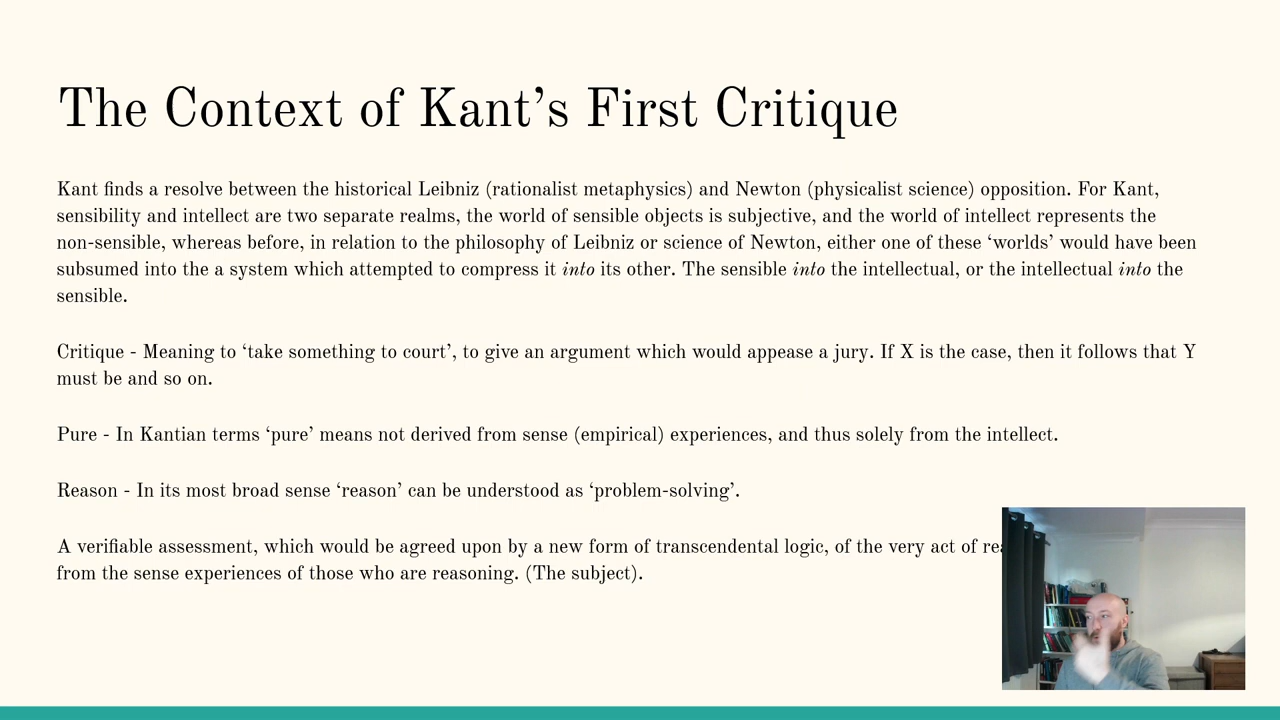 The Context of Kant’s First Critique
Kant finds a resolve between the historical Leibniz (rationalist metaphysics) and Newton (physicalist science) opposition. For Kant,
sensibility and intellect are two separate realms, the world of sensible objects is subjective, and the world of intellect represents the
non-sensible, whereas before, in relation to the philosophy of Leibniz or science of Newton, either one of these ‘worlds’ would have been
subsumed into the a system which attempted to compress it into its other. The sensible into the intellectual, or the intellectual into the
sensible.
Critique - Meaning to ‘take something to court’, to give an argument which would appease a jury. If X is the case, then it follows that Y
must be and so on.
Pure - In Kantian terms ‘pure’ means not derived from sense (empirical) experiences, and thus solely from the intellect.
Reason - In its most broad sense ‘reason’ can be understood as ‘problem-solving’.
A verifiable assessment, which would be agreed upon by a new form of transcendental logic, of the very act of
from the sense experiences of those who are reasoning. (The subject).